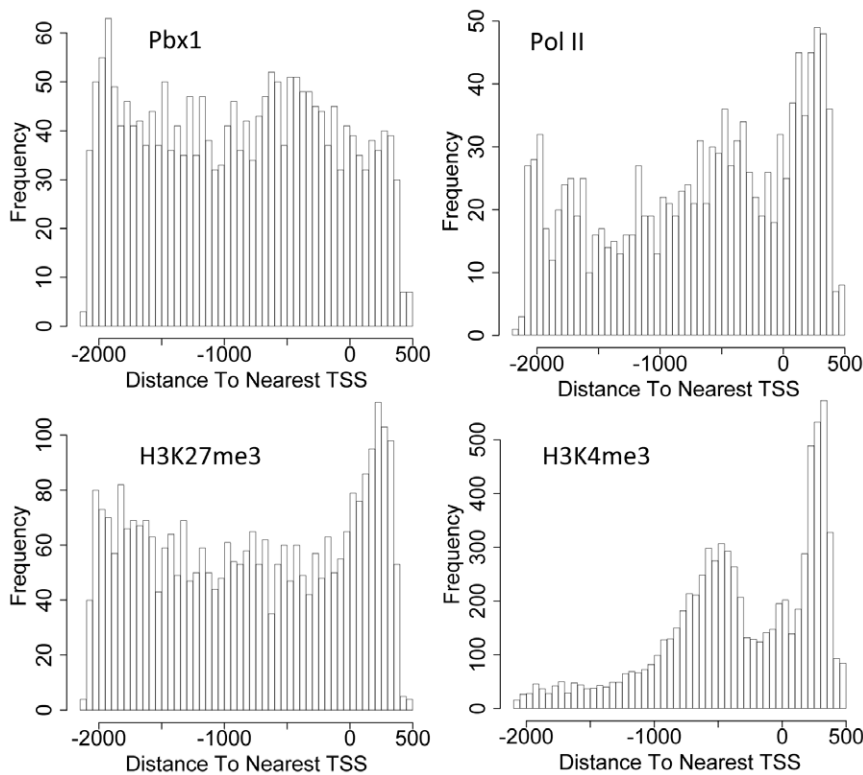 Pbx1
Frequency
0 10 20 30 40 50 60
-2000 -1000 0 500
Distance To Nearest TSS
Pol II
Frequency
0 10 20 30 40 50
-2000 -1000 0 500
Distance To Nearest TSS
H3K27me3
Frequency
0 20 40 60 80 100
-2000 -1000 0 500
Distance To Nearest TSS
H3K4me3
Frequency
0 100 200 300 400 500
-2000 -1000 0 500
Distance To Nearest TSS